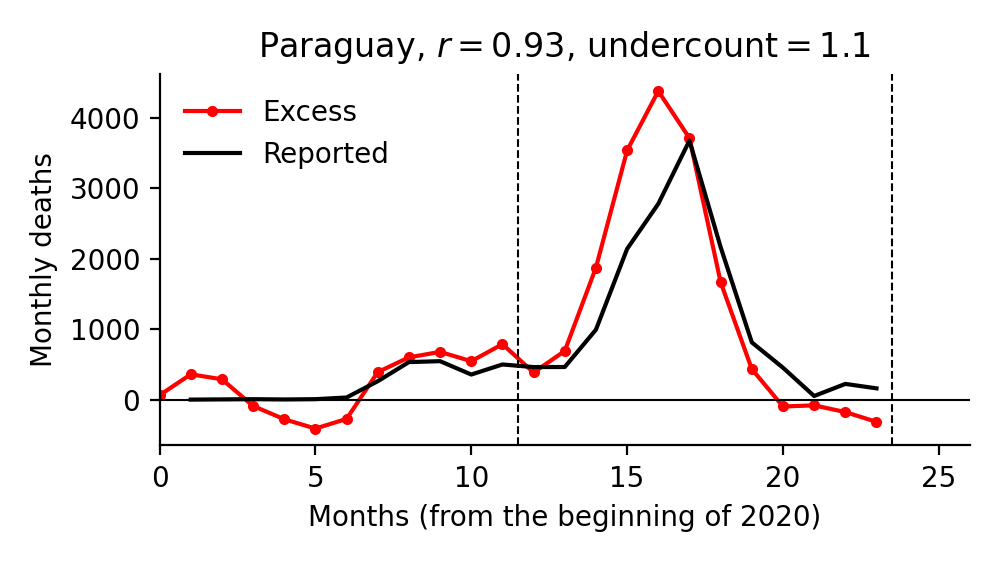 Paraguay, r = 0.93, undercount = 1.1
Excess
Reported
Monthly deaths
4000
3000
2000
1000
0
0 5 10 15 20 25
Months (from the beginning of 2020)